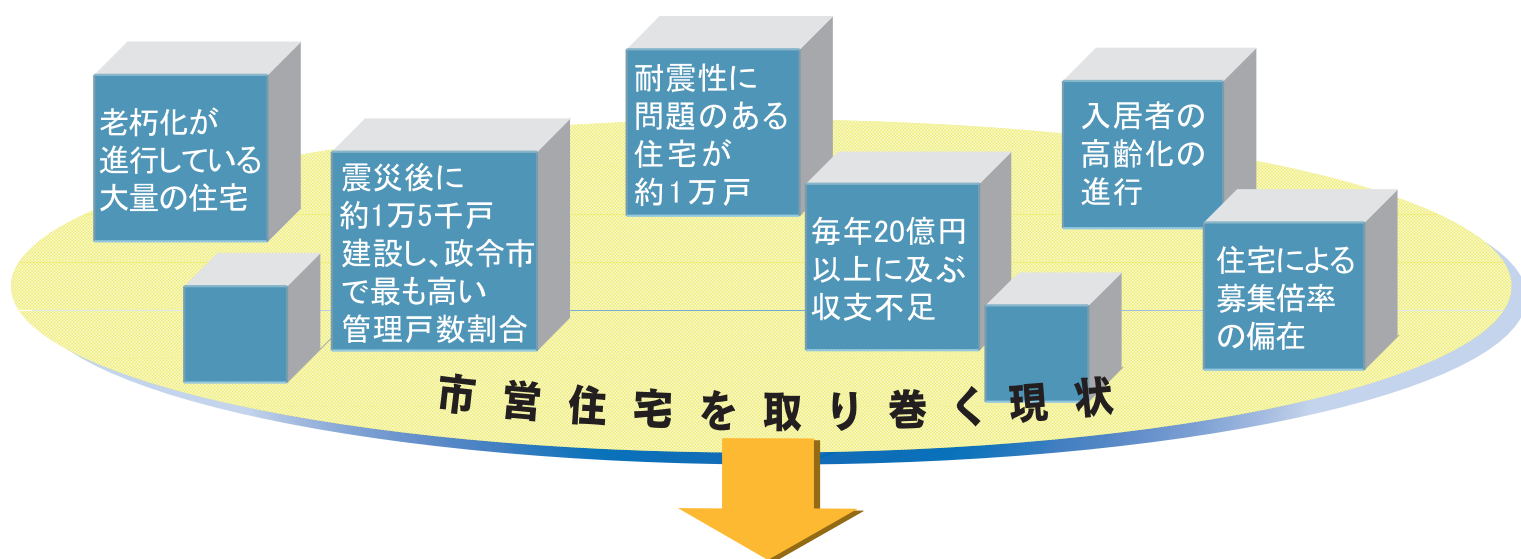 老朽化が
進行している
大量の住宅
震災後に
約1万5千戸
建設し、政令市
で最も高い
管理戸数割合
耐震性に
問題のある
住宅が
約1万戸
毎年20億円
以上に及ぶ
収支不足
入居者の
高齢化の
進行
住宅による
募集倍率
の偏在
市営住宅を取り巻く現状